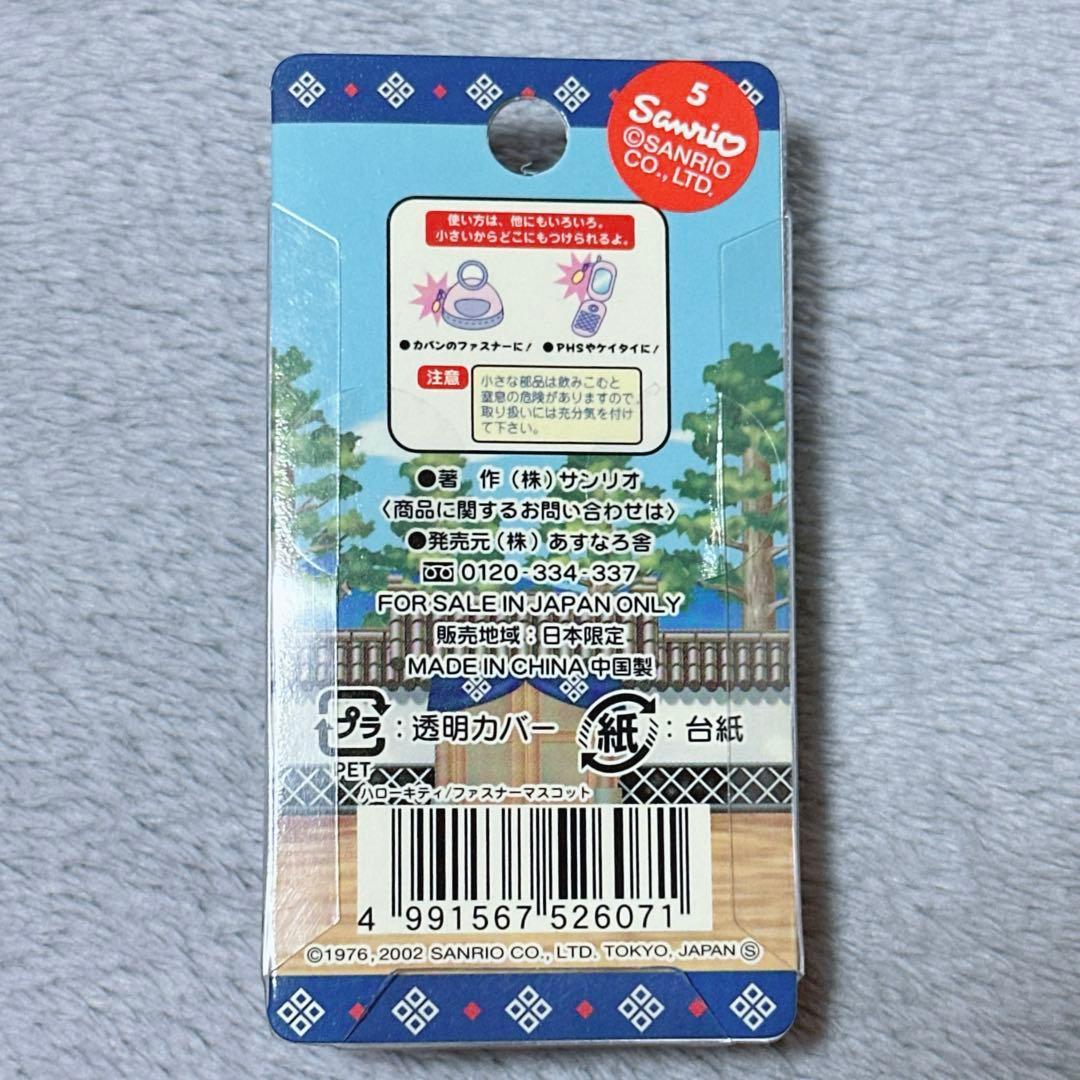 5
Sanrio
©SANRIO
CO., LTD.
使い方は、他にもいろいろ。
小さいからどこにもつけられるよ。
●カバンのファスナーに! ●PHSやケイタイに!
注意
小さな部品は飲みこむと
窒息の危険がありますので、
取り扱いには充分気を付け
て下さい。
●著 作(株)サンリオ
〈商品に関するお問い合わせは〉
●発売元(株)あすなろ舎
0120-334-337
FOR SALE IN JAPAN ONLY
販売地域:日本限定
MADE IN CHINA 中国製
プラ:透明カバー 紙:台紙
PET
ハローキティ/ファスナーマスコット
4 991567 526071
©1976, 2002 SANRIO CO., LTD. TOKYO, JAPAN Ⓢ